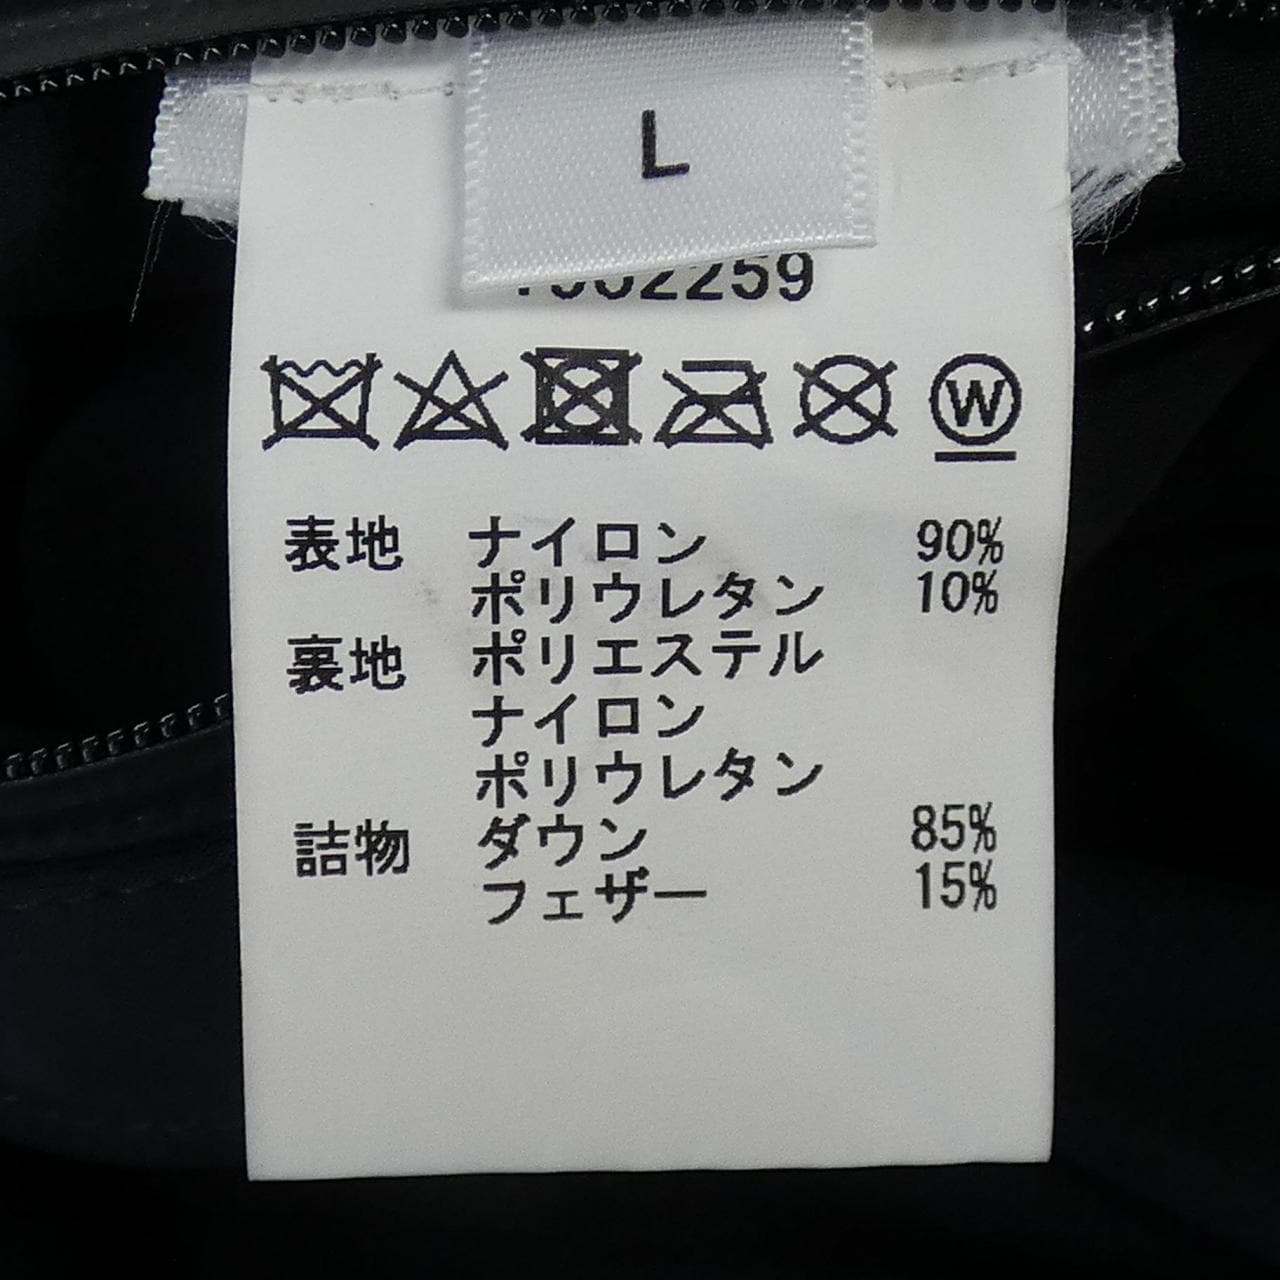 L
2259
W
表地 ナイロン 90%
ポリウレタン 10%
裏地 ポリエステル
ナイロン
ポリウレタン
詰物 ダウン 85%
フェザー 15%